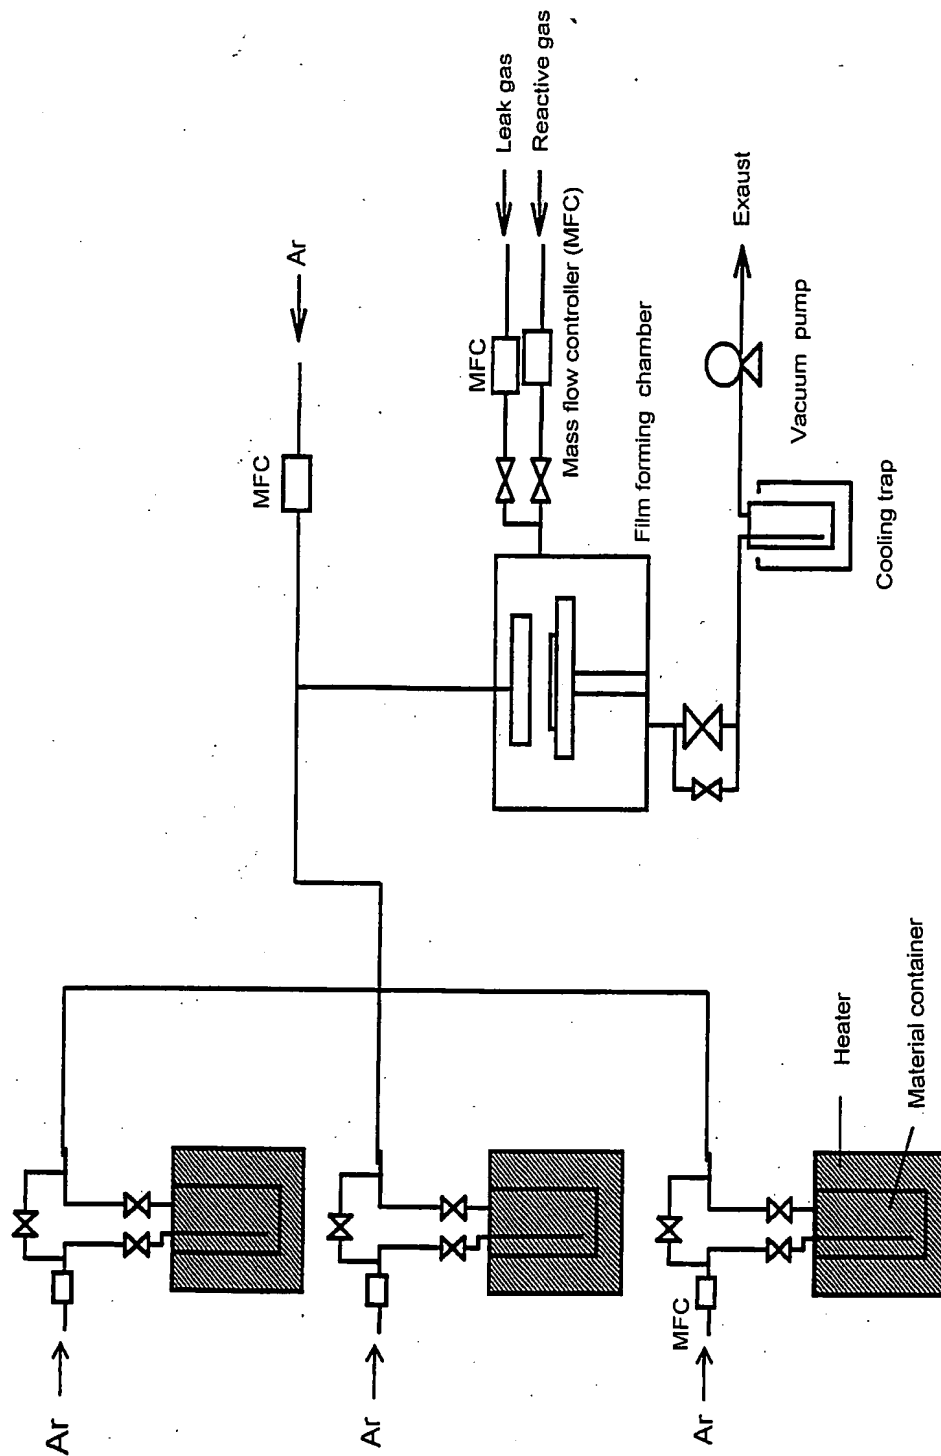 Ar
Ar
Ar
MFC
Heater
Material container
MFC
Ar
MFC
Leak gas
Reactive gas
Mass flow controller (MFC)
Film forming chamber
Vacuum pump
Exaust
Cooling trap